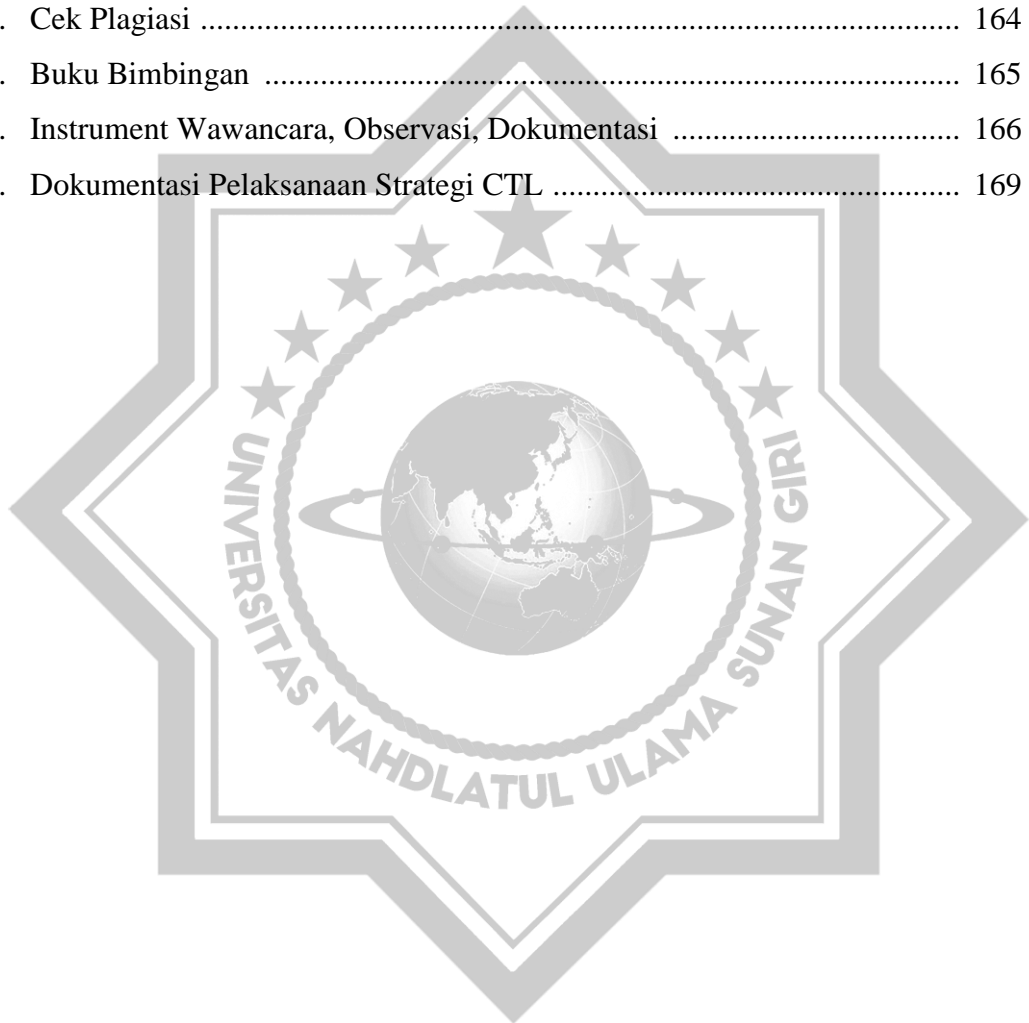 . Cek Plagiasi ........................................................................................................ 164
. Buku Bimbingan ................................................................................................ 165
. Instrument Wawancara, Observasi, Dokumentasi ...................................... 166
. Dokumentasi Pelaksanaan Strategi CTL ...................................................... 169
UNIVERSITAS NAHDLATUL ULAMA SUNAN GIRI